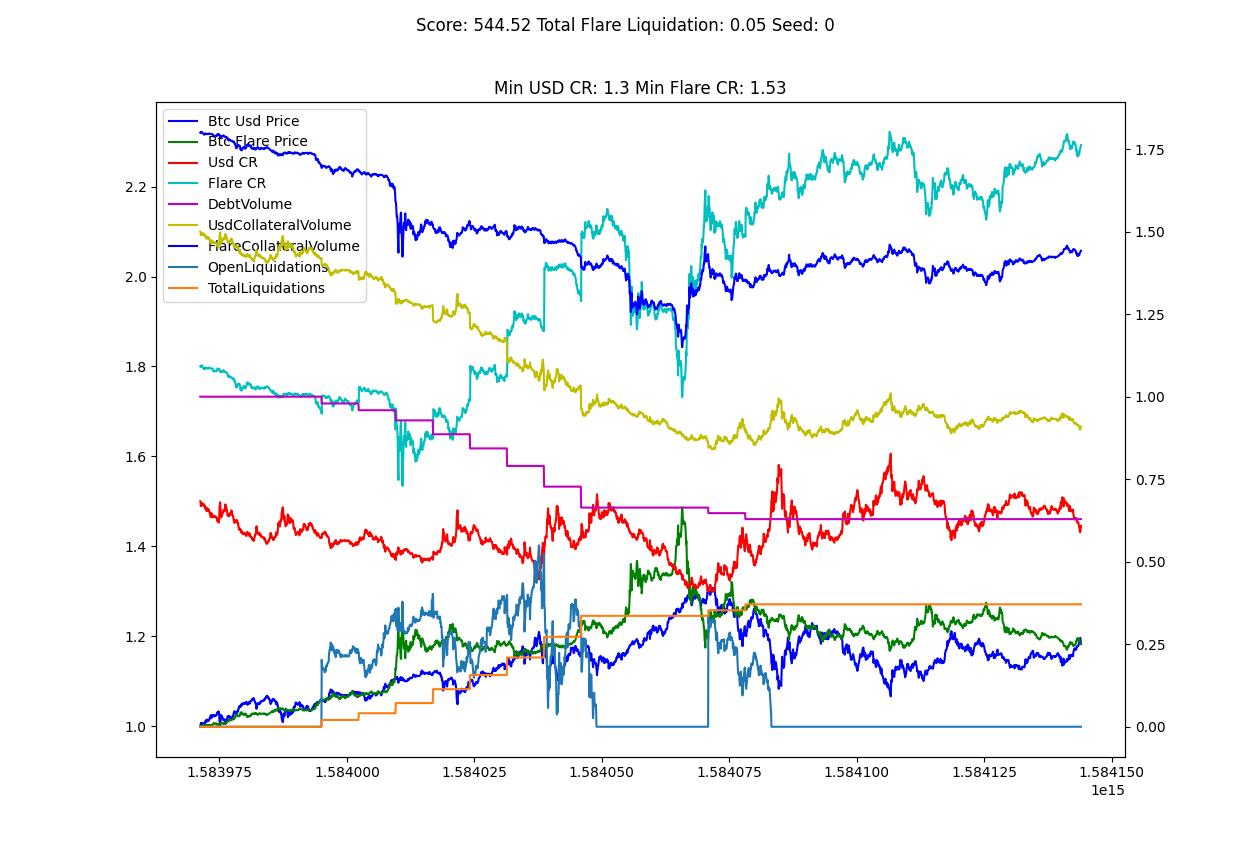 Score: 544.52 Total Flare Liquidation: 0.05 Seed: 0
Min USD CR: 1.3 Min Flare CR: 1.53
Btc Usd Price
Btc Flare Price
Usd CR
Flare CR
DebtVolume
UsdCollateralVolume
FlareCollateralVolume
OpenLiquidations
TotalLiquidations
2.2
2.0
1.8
1.6
1.4
1.2
1.0
1.75
1.50
1.25
1.00
0.75
0.50
0.25
0.00
1.583975 1.584000 1.584025 1.584050 1.584075 1.584100 1.584125 1.584150
1e15